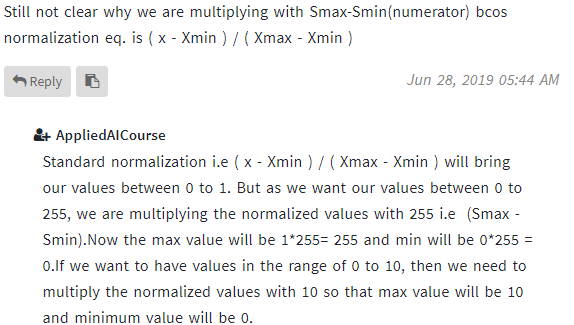 Still not clear why we are multiplying with Smax-Smin(numerator) bcos
normalization eq. is ( x - Xmin ) / ( Xmax - Xmin )
Reply
Jun 28, 2019 05:44 AM
AppliedAICourse
Standard normalization i.e ( x - Xmin ) / ( Xmax - Xmin ) will bring
our values between 0 to 1. But as we want our values between 0 to
255, we are multiplying the normalized values with 255 i.e  (Smax -
Smin).Now the max value will be 1*255= 255 and min will be 0*255 =
0.If we want to have values in the range of 0 to 10, then we need to
multiply the normalized values with 10 so that max value will be 10
and minimum value will be 0.